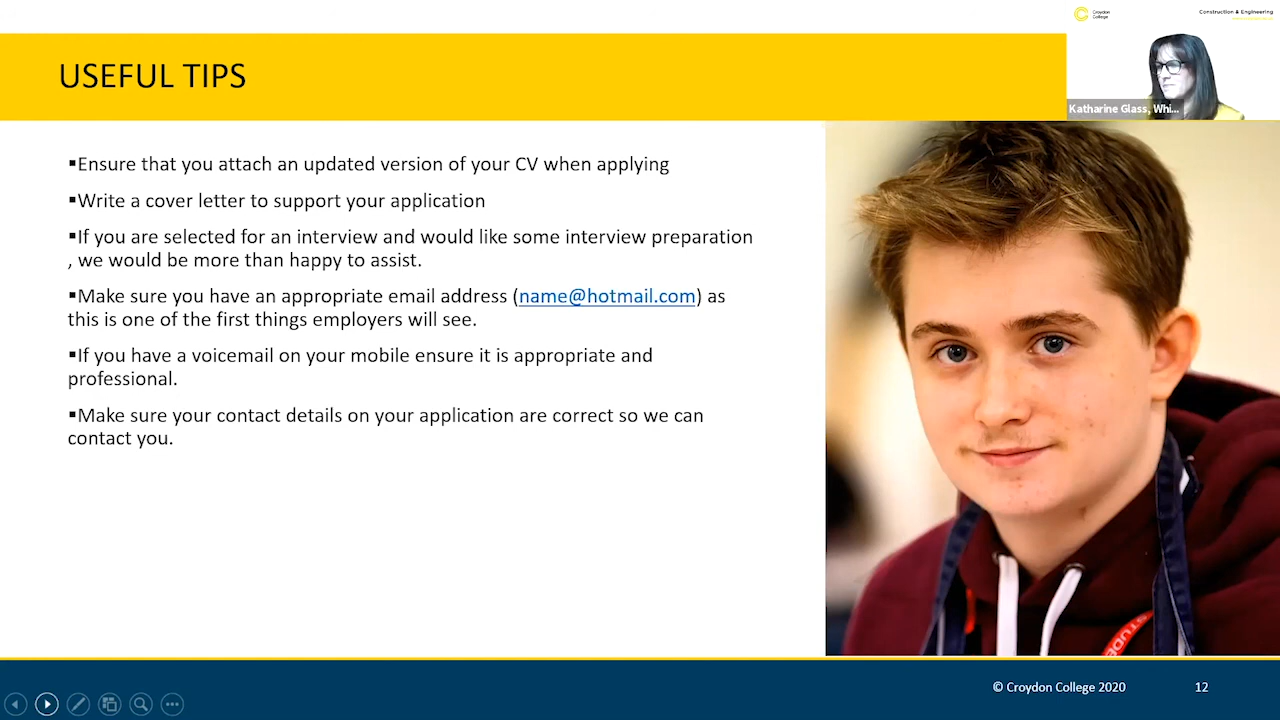 Croydon
College
Construction & Engineering
USEFUL TIPS
Katharine Glass, Whi...
▪Ensure that you attach an updated version of your CV when applying
▪Write a cover letter to support your application
▪If you are selected for an interview and would like some interview preparation
, we would be more than happy to assist.
▪Make sure you have an appropriate email address (name@hotmail.com) as
this is one of the first things employers will see.
▪If you have a voicemail on your mobile ensure it is appropriate and
professional.
▪Make sure your contact details on your application are correct so we can
contact you.
© Croydon College 2020
12